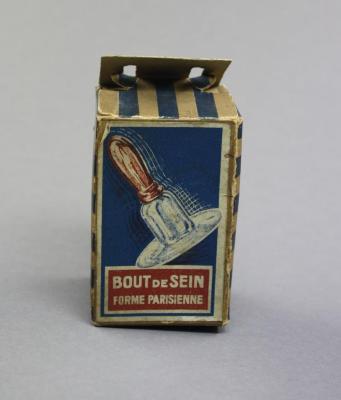 BOUT DE SEIN
FORME PARISIENNE